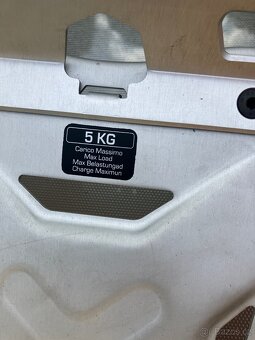 5 KG
Carico Massimo
Max Load
Max Belastungad
Charge Maximun